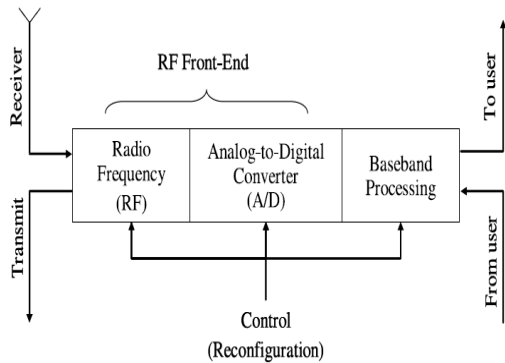 RF Front-End
Receiver
To user
Radio
Frequency
(RF)
Analog-to-Digital
Converter
(A/D)
Baseband
Processing
Transmit
From user
Control
(Reconfiguration)